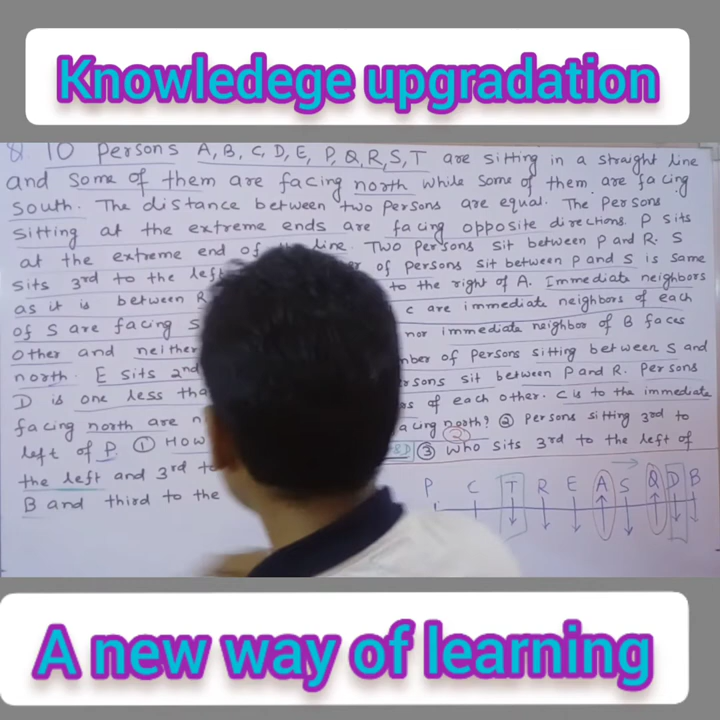 Knowledege upgradation
Q. 10 persons A, B, C, D, E, P, Q, R, S, T are sitting in a straight line
and some of them are facing north while some of them are facing
south. The distance between two persons are equal. The persons
sitting at the extreme ends are facing opposite directions. P sits
at the extreme end of the line. Two persons sit between P and R. S
sits 3rd to the left of persons sit between P and S is same
as it is between R to the right of A. Immediate neighbors
of S are facing S C are immediate neighbors of each
other and neither nor immediate neighbor of B faces
north. E sits 2nd of persons sitting between S and
D is one less tha persons sit between P and R. Persons
facing north are n of each other. C is to the immediate
left of P. ① How facing north? ② Persons sitting 3rd to
the left and 3rd to ③ Who sits 3rd to the left of
B and third to the
2
P C T R E A S Q D B
A new way of learning